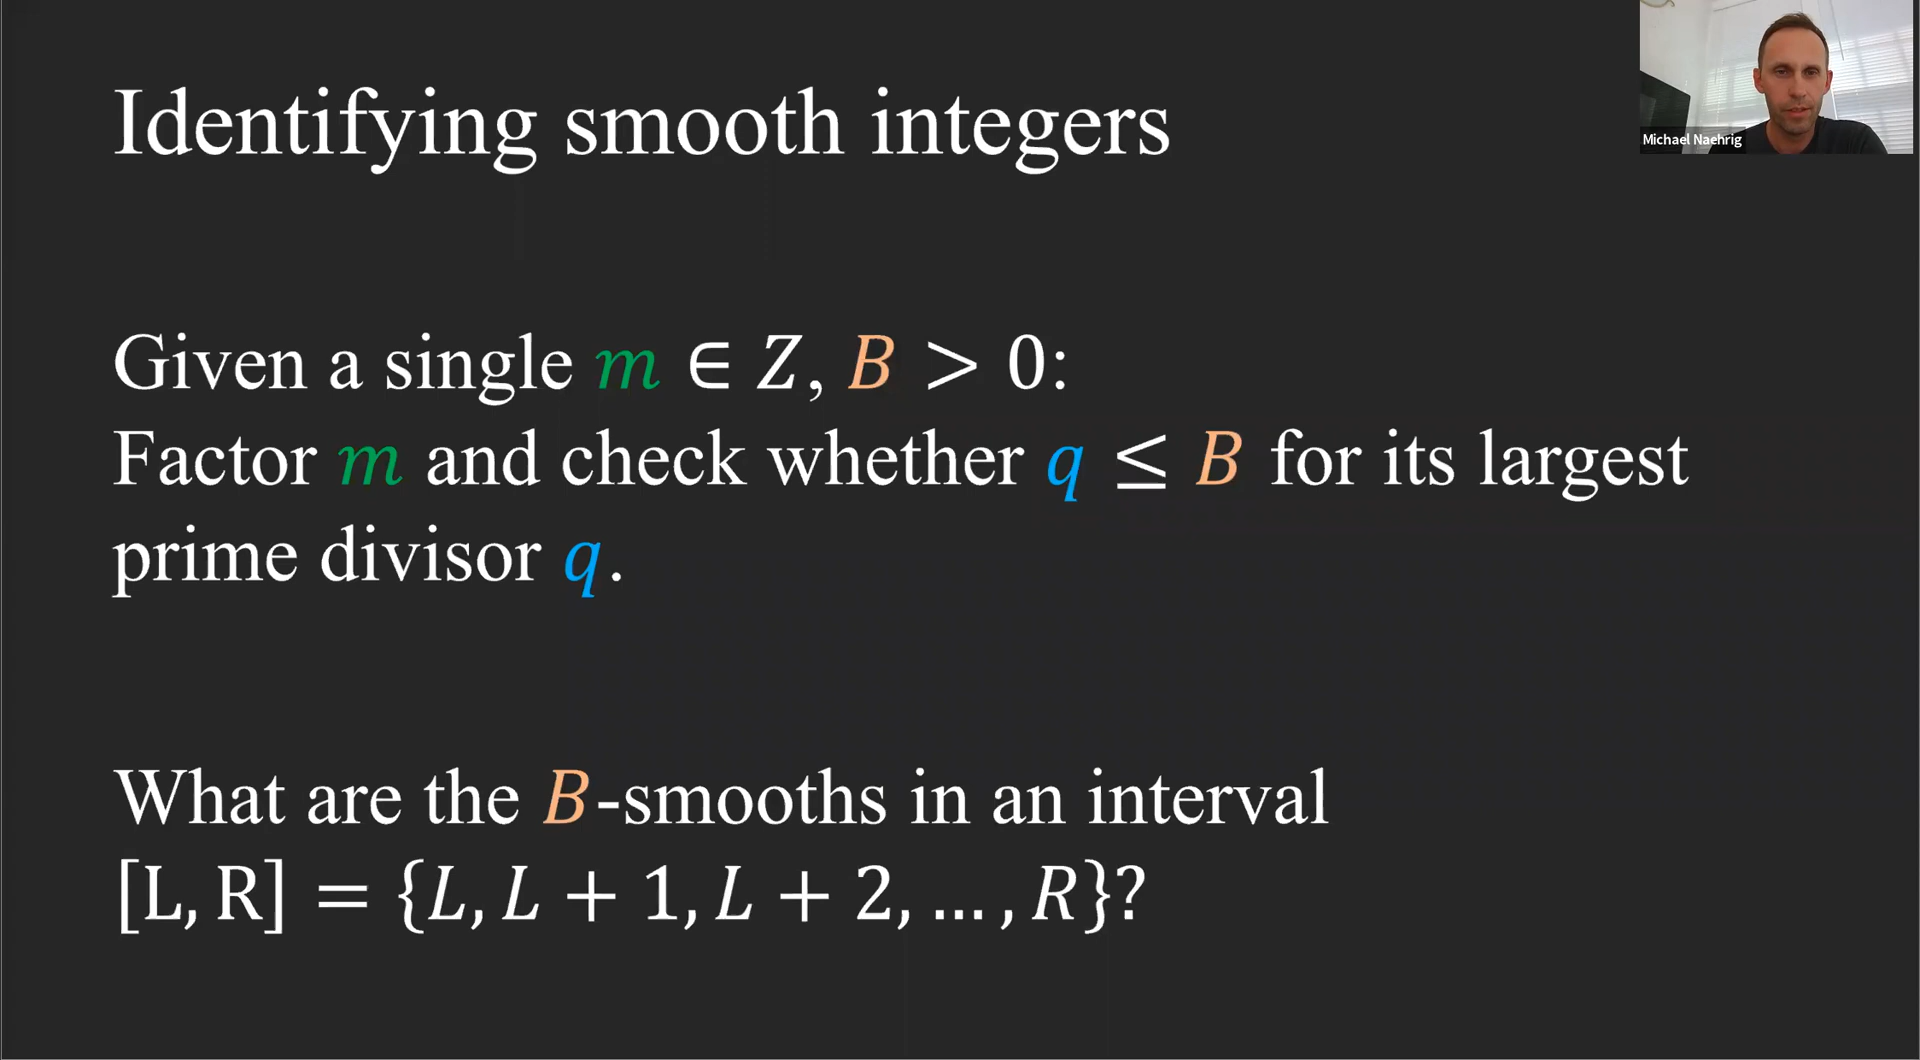 Identifying smooth integers
Michael Naehrig
Given a single m ∈ Z, B > 0:
Factor m and check whether q ≤ B for its largest
prime divisor q.
What are the B-smooths in an interval
[L, R] = {L, L + 1, L + 2, … , R}?